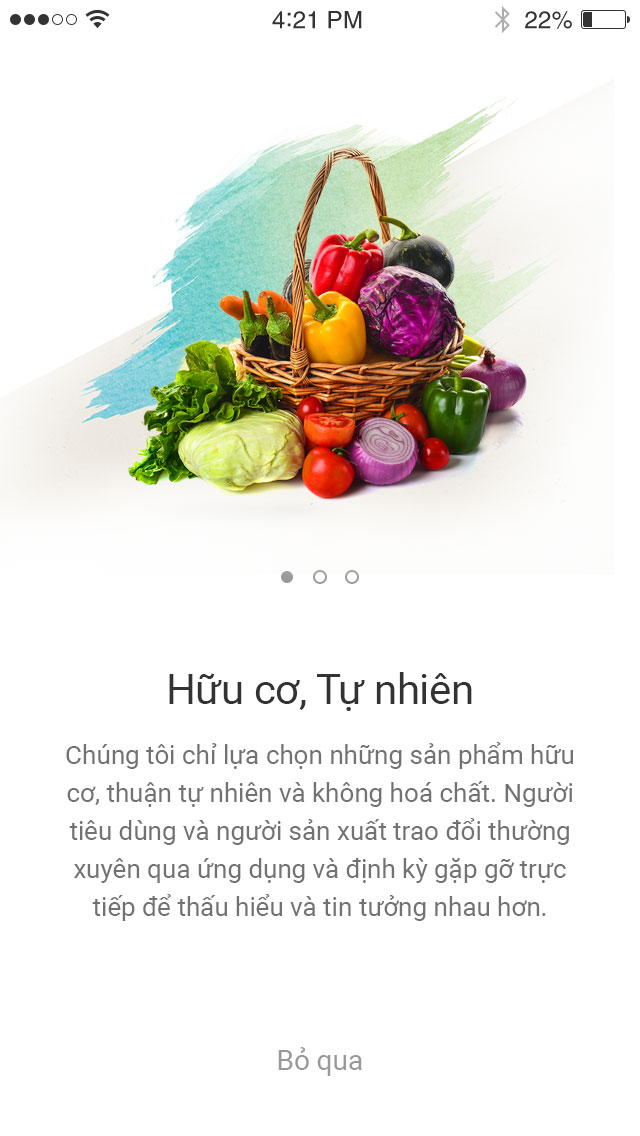 4:21 PM 22%
Hữu cơ, Tự nhiên
Chúng tôi chỉ lựa chọn những sản phẩm hữu
cơ, thuận tự nhiên và không hoá chất. Người
tiêu dùng và người sản xuất trao đổi thường
xuyên qua ứng dụng và định kỳ gặp gỡ trực
tiếp để thấu hiểu và tin tưởng nhau hơn.
Bỏ qua